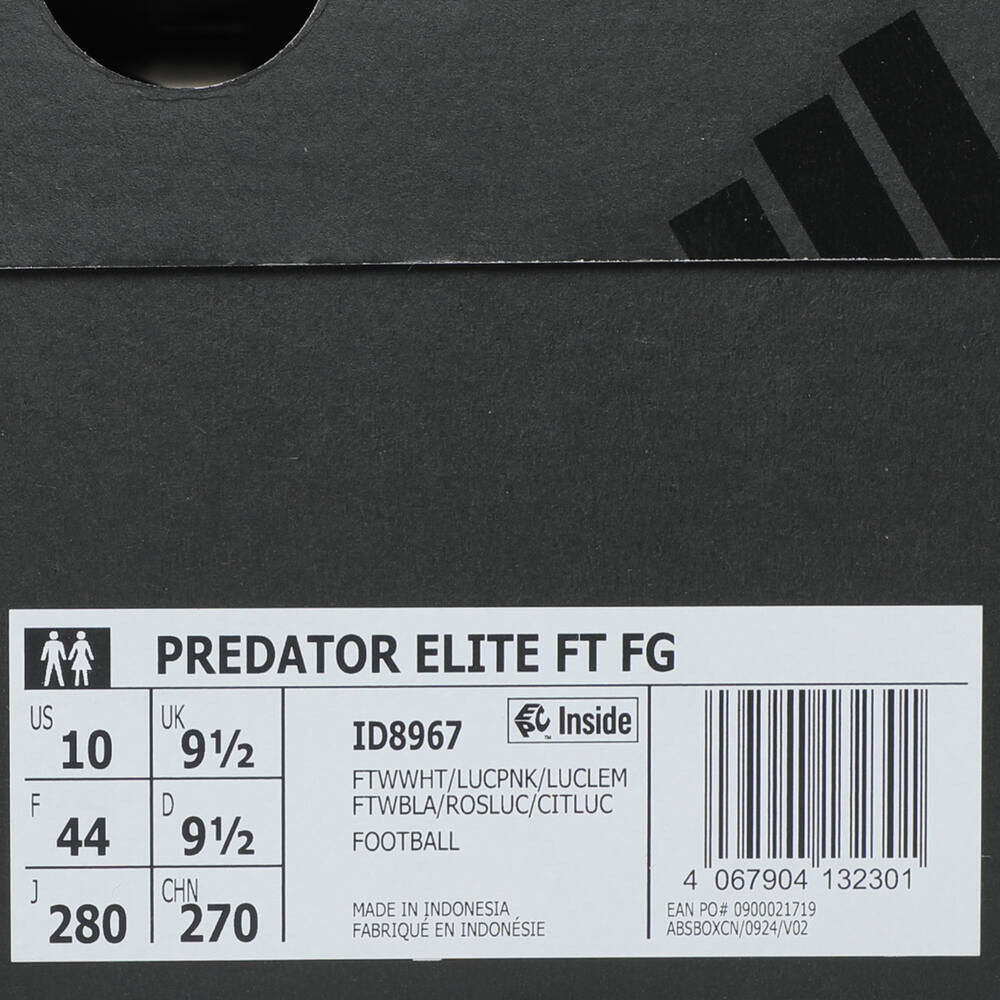 PREDATOR ELITE FT FG
US 10
UK 9½
F 44
D 9½
J 280
CHN 270
ID8967
EPC Inside
™
FTWWHT/LUCPNK/LUCLEM
FTWBLA/ROSLUC/CITLUC
FOOTBALL
MADE IN INDONESIA
FABRIQUÉ EN INDONÉSIE
4 067904 132301
EAN PO# 0900021719
ABSBOXCN/0924/V02